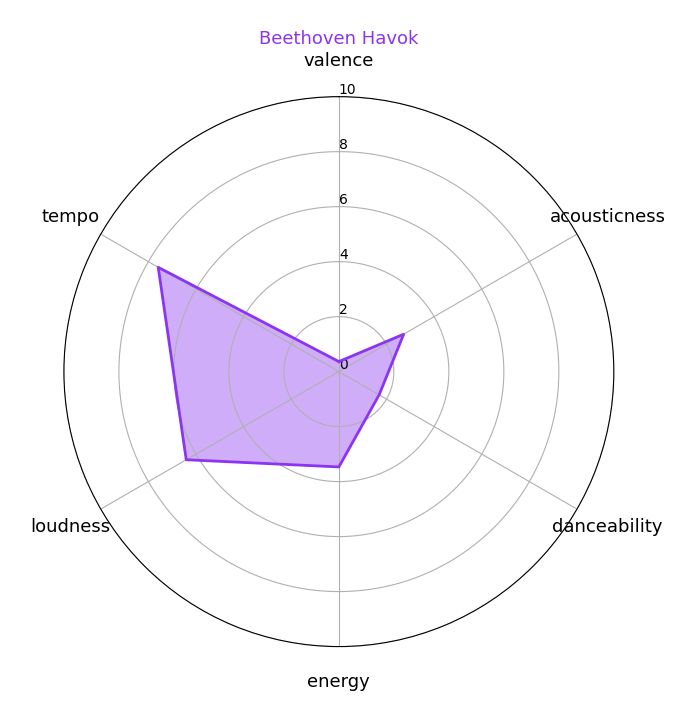 Beethoven Havok
valence
10
8
6
4
2
0
tempo
acousticness
loudness
danceability
energy